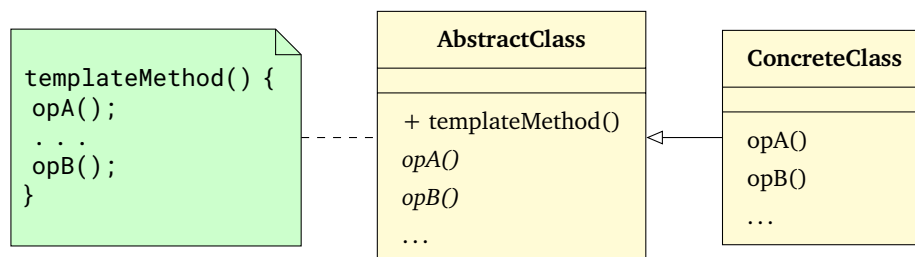 templateMethod() {
opA();
. . .
opB();
}
AbstractClass
+ templateMethod()
opA()
opB()
...
ConcreteClass
opA()
opB()
...